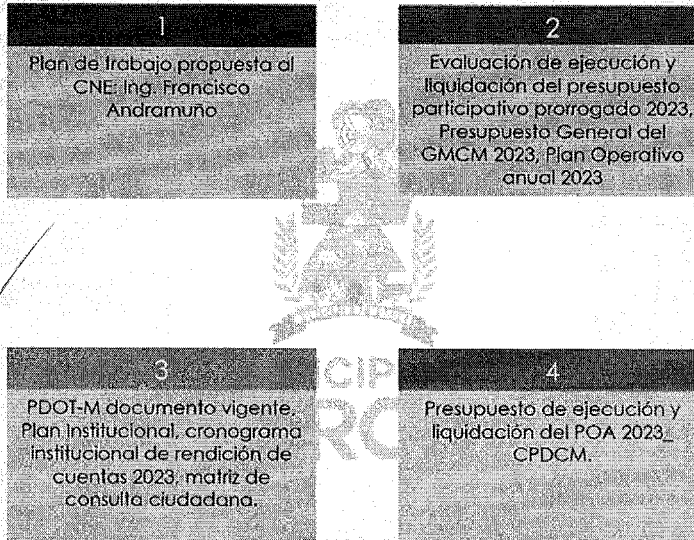 1
Plan de trabajo propuesta al
CNE: Ing. Francisco
Andramuño
2
Evaluación de ejecución y
liquidación del presupuesto
participativo prorrogado 2023,
Presupuesto General del
GMCM 2023, Plan Operativo
anual 2023
3
PDOT-M documento vigente,
Plan Institucional, cronograma
institucional de rendición de
cuentas 2023, matriz de
consulta ciudadana.
4
Presupuesto de ejecución y
liquidación del POA 2023_
CPDCM.
ICIP
RO